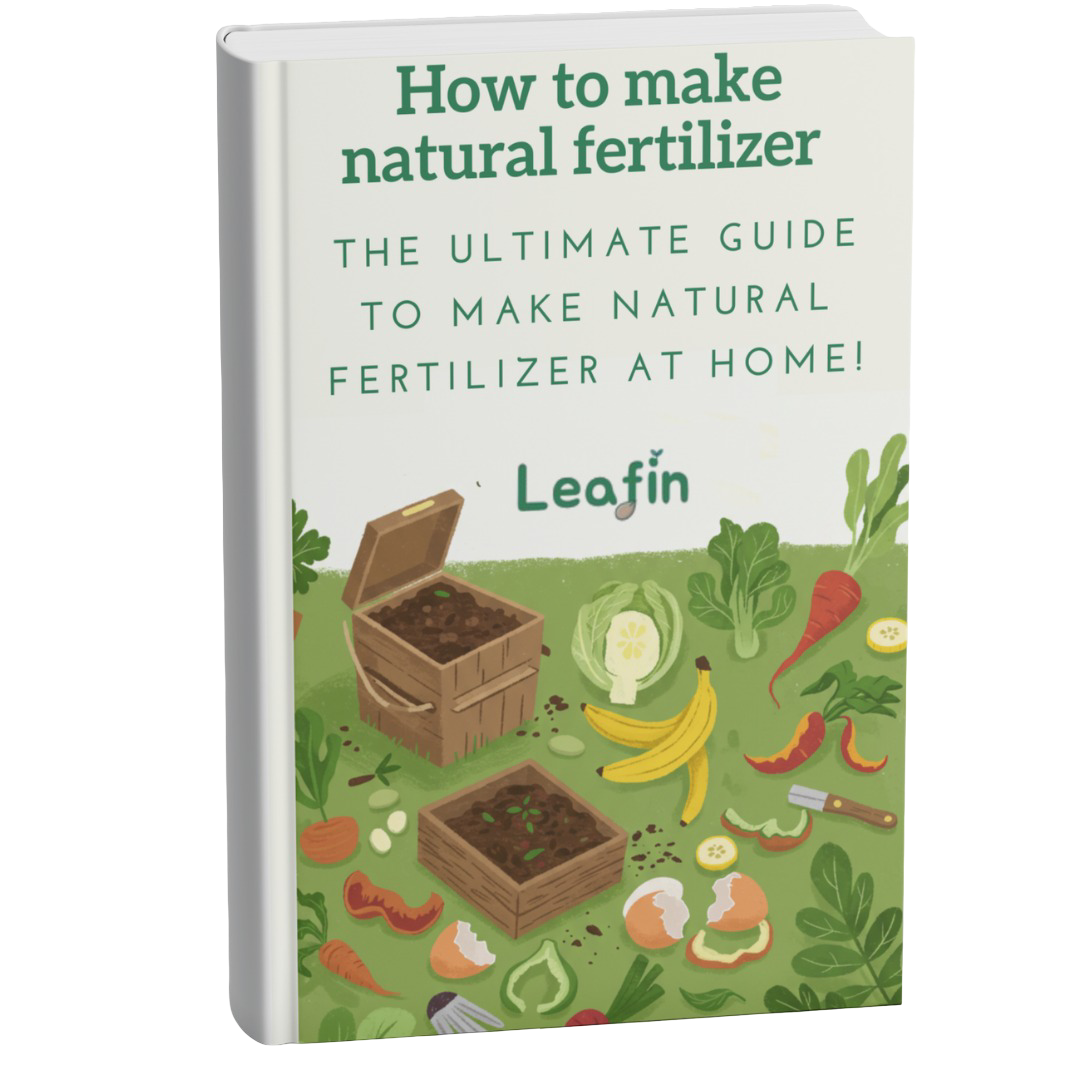 How to make
natural fertilizer
THE ULTIMATE GUIDE
TO MAKE NATURAL
FERTILIZER AT HOME!
Leafin